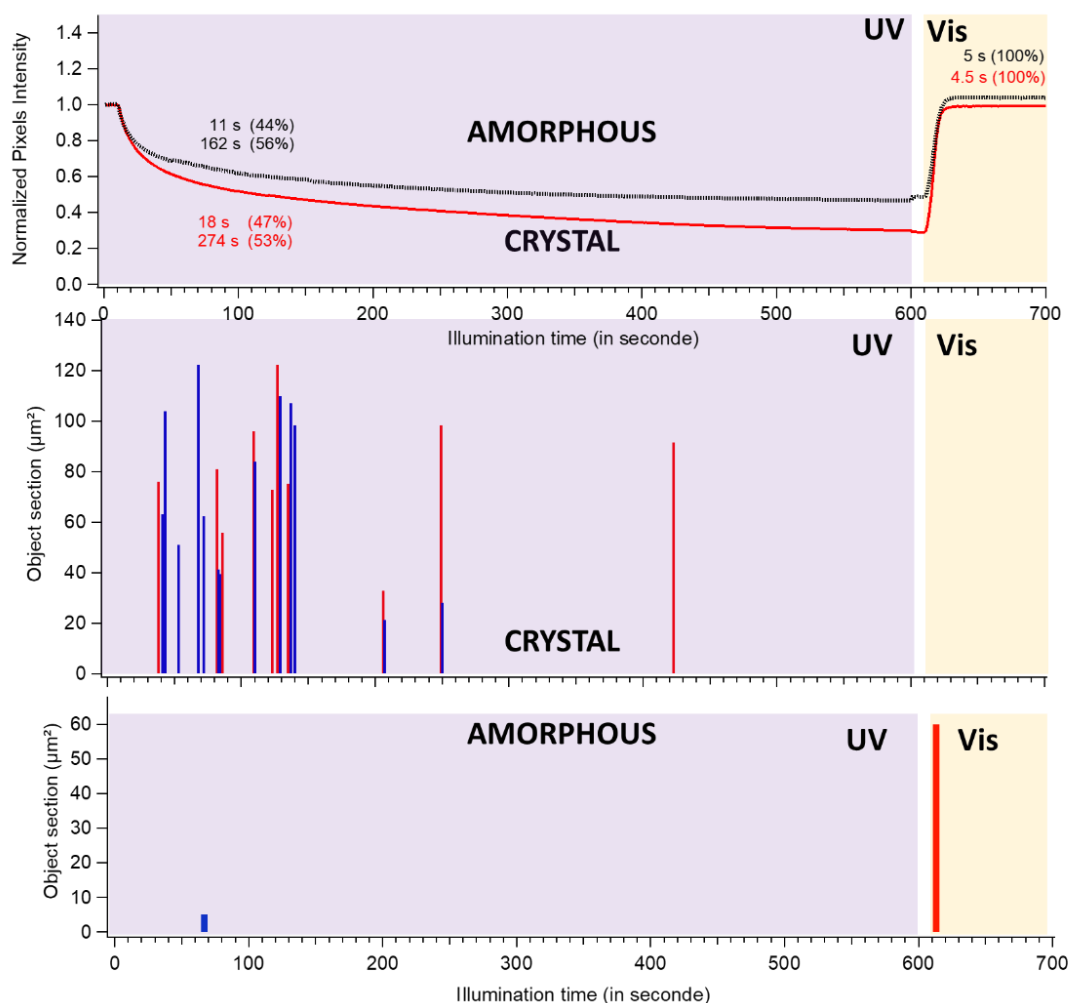 UV Vis
Normalized Pixels Intensity
1.4
1.2
1.0
0.8
0.6
0.4
0.2
0.0
5 s (100%)
4.5 s (100%)
11 s (44%)
162 s (56%)
AMORPHOUS
18 s (47%)
274 s (53%)
CRYSTAL
0 100 200 300 400 500 600 700
Illumination time (in seconde)
UV Vis
Object section (µm²)
140
120
100
80
60
40
20
0
CRYSTAL
AMORPHOUS
UV Vis
Object section (µm²)
60
50
40
30
20
10
0
0 100 200 300 400 500 600 700
Illumination time (in seconde)